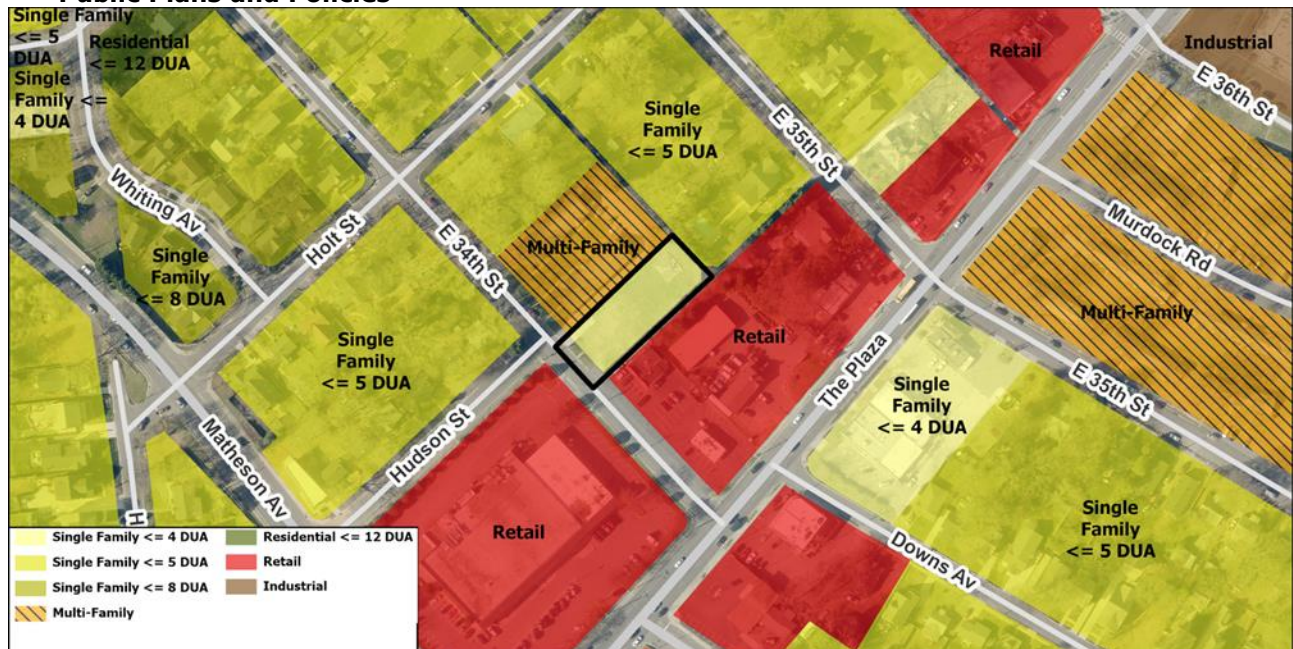 Public Plans and Policies
Single Family
<= 5
DUA
Residential
<= 12 DUA
Single
Family <=
4 DUA
Retail
Industrial
E 36th St
Single
Family
<= 5 DUA
E 35th St
Whiting Av
Holt St
E 34th St
Murdock Rd
Multi-Family
Single
Family
<= 8 DUA
Multi-Family
Retail
The Plaza
Single
Family
<= 5 DUA
Single
Family
<= 4 DUA
E 35th St
Hudson St
Matheson Av
Retail
Single
Family
<= 5 DUA
Downs Av
H
Single Family <= 4 DUA
Single Family <= 5 DUA
Single Family <= 8 DUA
Multi-Family
Residential <= 12 DUA
Retail
Industrial